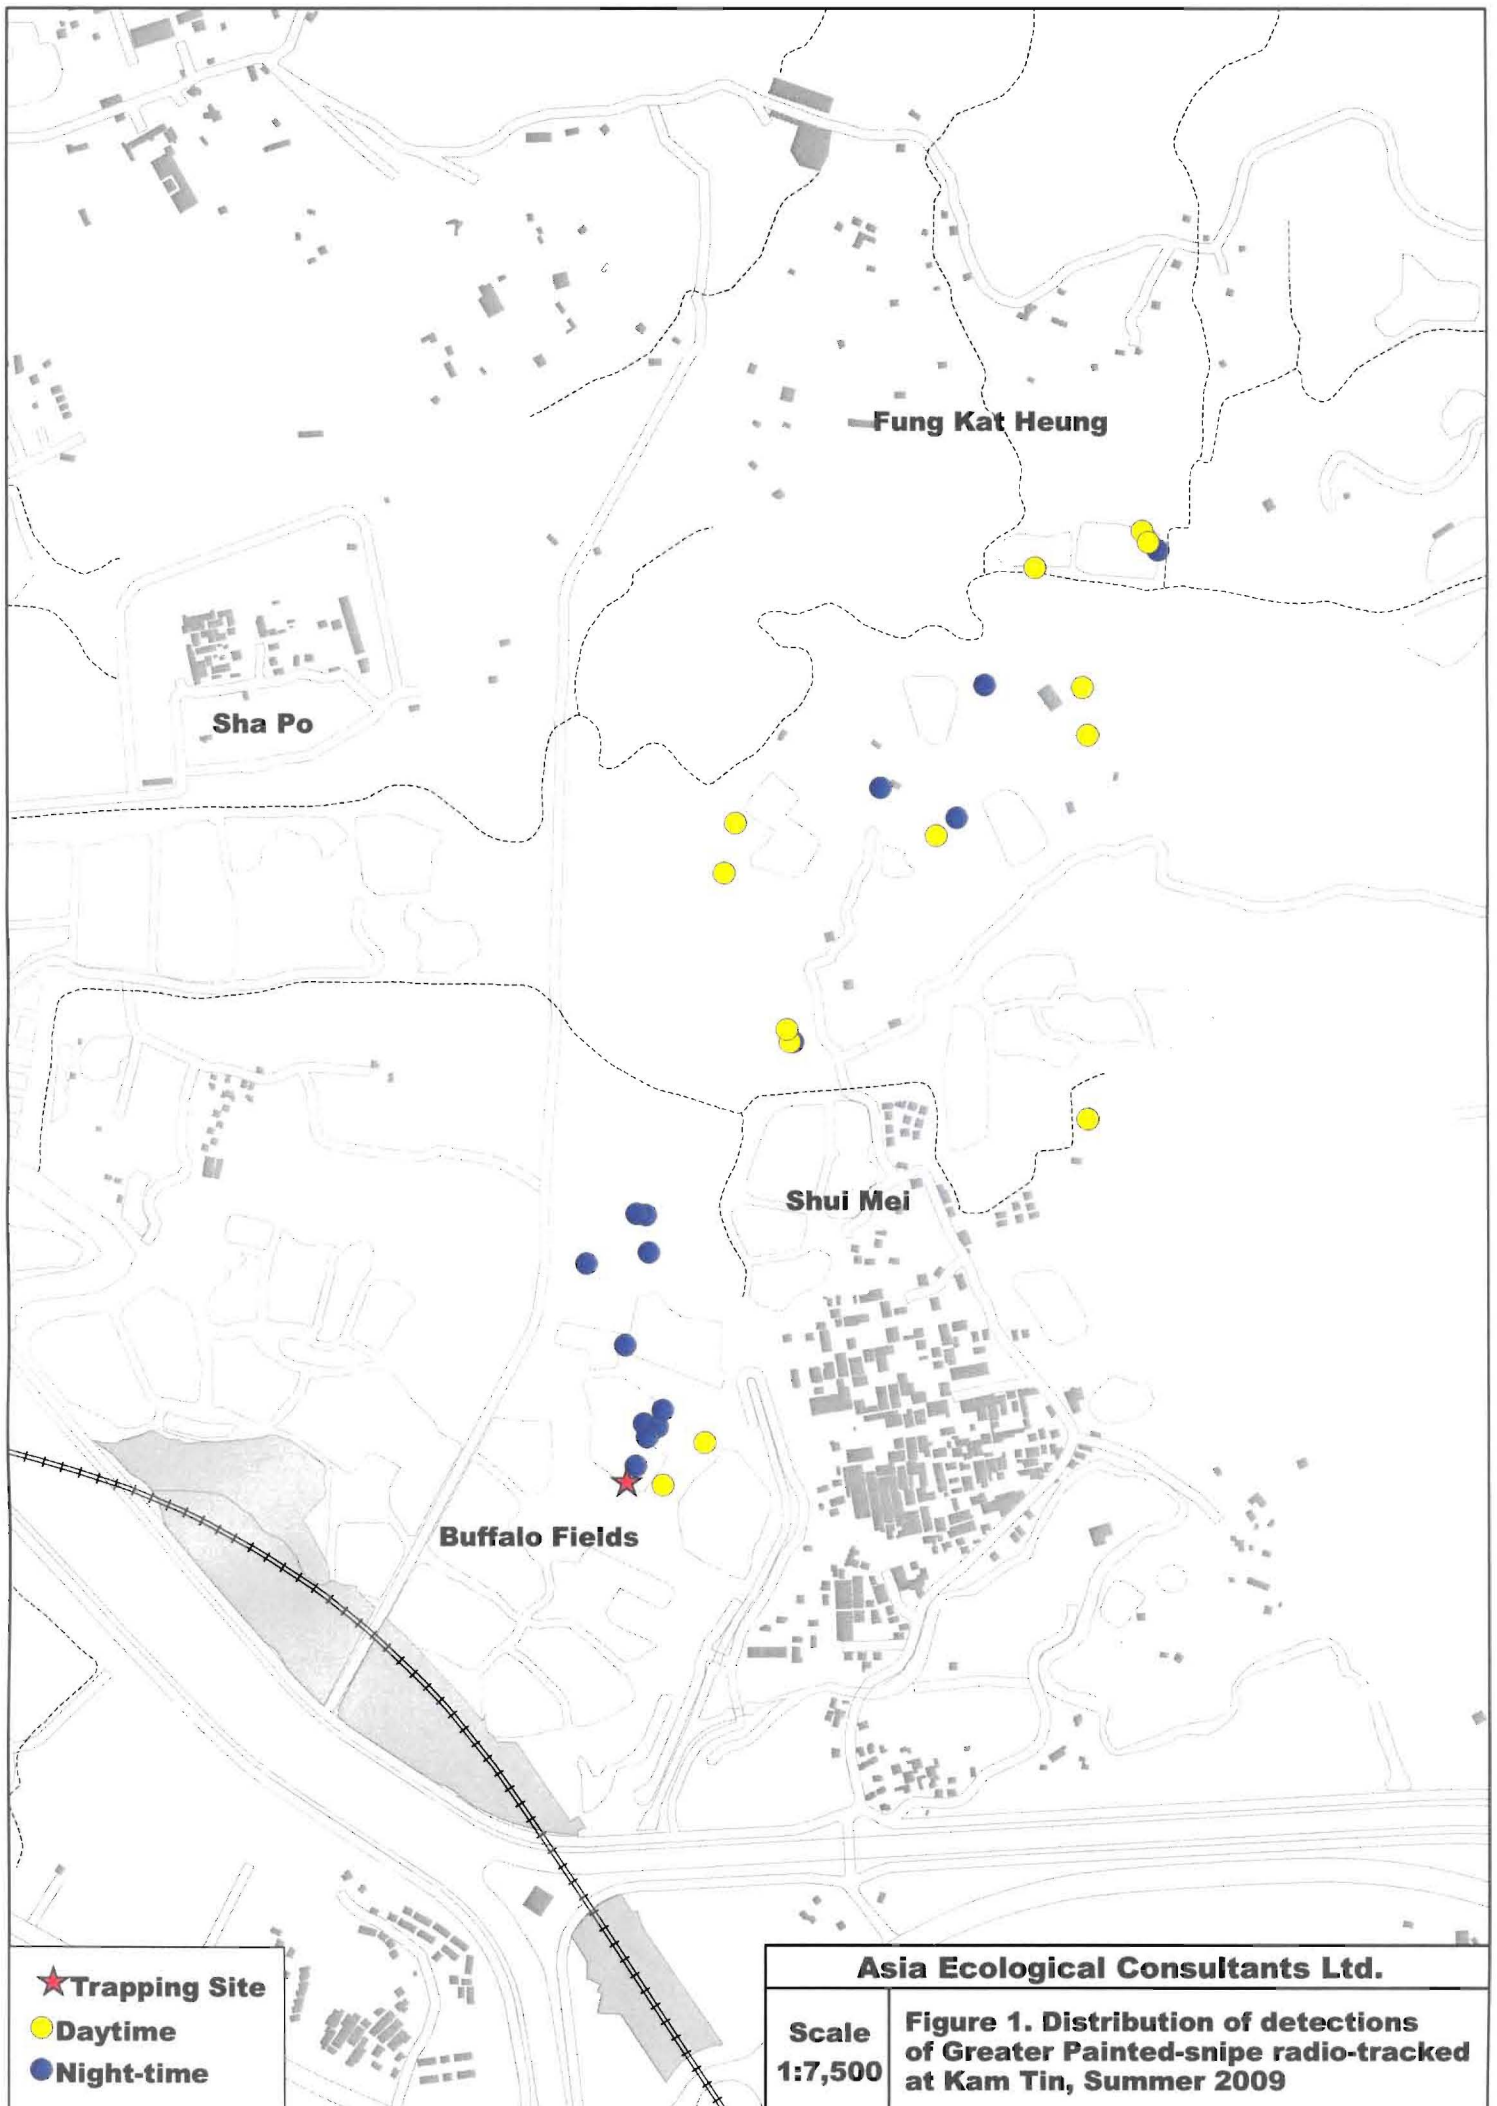 Fung Kat Heung
Sha Po
Shui Mei
Buffalo Fields
Trapping Site
Daytime
Night-time
Asia Ecological Consultants Ltd.
Scale
1:7,500
Figure 1. Distribution of detections
of Greater Painted-snipe radio-tracked
at Kam Tin, Summer 2009